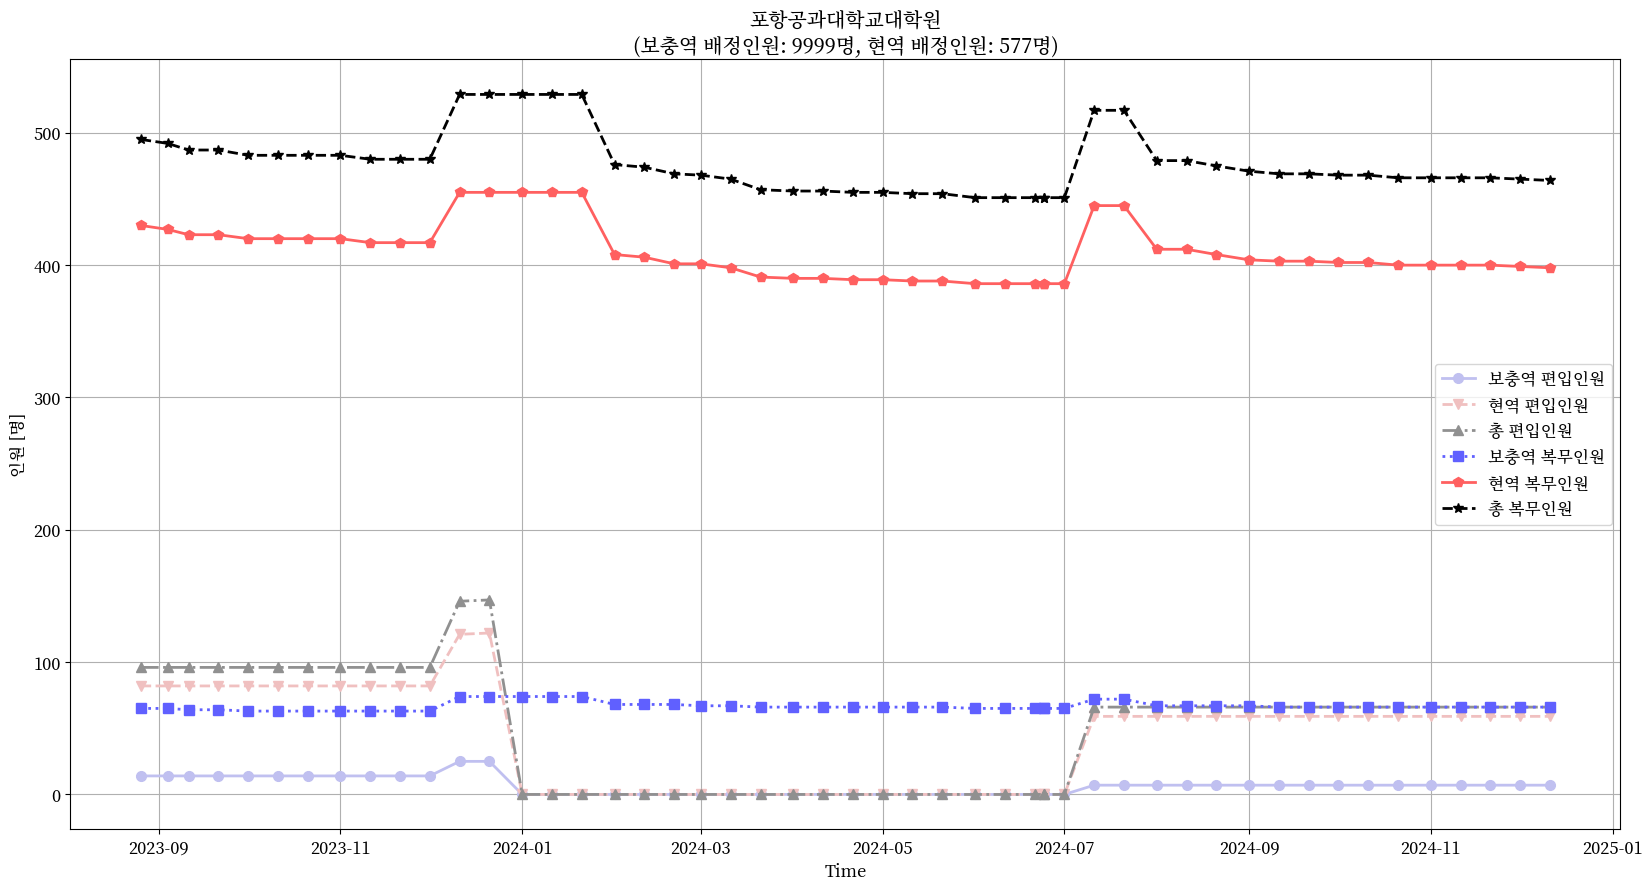 포항공과대학교대학원
(보충역 배정인원: 9999명, 현역 배정인원: 577명)
인원 [명]
500
400
300
200
100
0
보충역 편입인원
현역 편입인원
총 편입인원
보충역 복무인원
현역 복무인원
총 복무인원
2023-09
2023-11
2024-01
2024-03
2024-05
2024-07
2024-09
2024-11
2025-01
Time